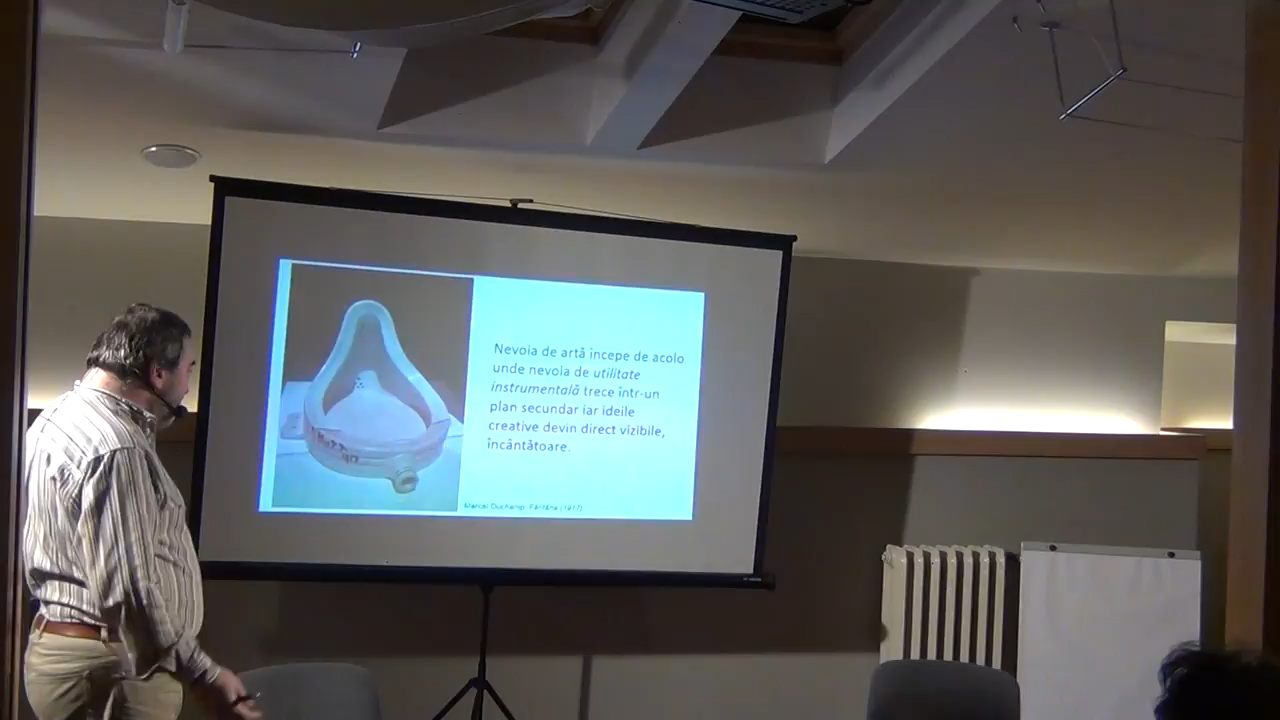 Nevoia de artă începe de acolo
unde nevoia de utilitate
instrumentală trece într-un
plan secundar iar ideile
creative devin direct vizibile,
încântătoare.
Marcel Duchamp: Fântâna (1917)